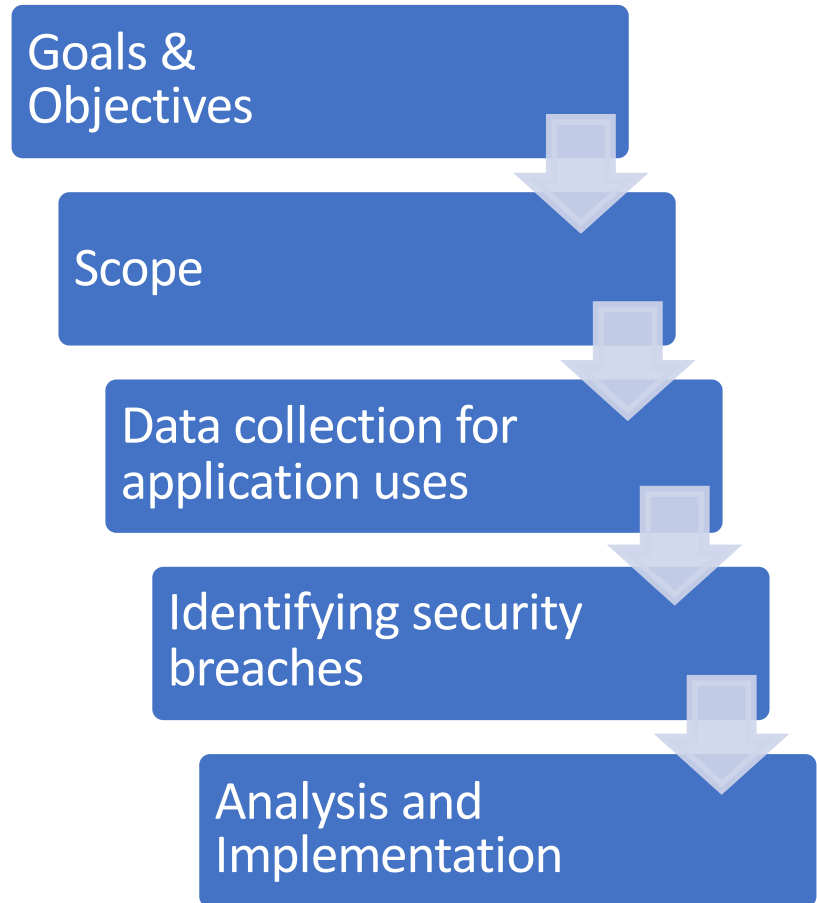 Goals &
Objectives
Scope
Data collection for
application uses
Identifying security
breaches
Analysis and
Implementation